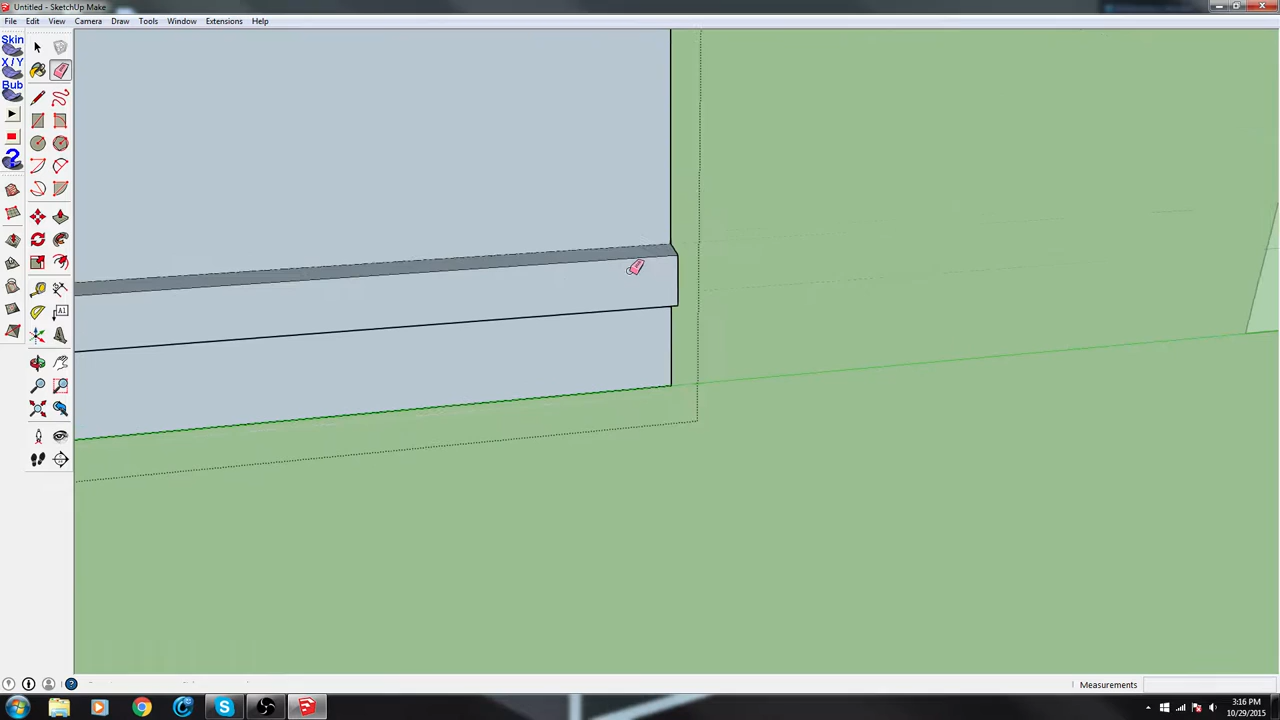 Untitled - SketchUp Make
File Edit View Camera Draw Tools Window Extensions Help
Skin
X / Y
Bub
?
A1
Measurements
3:16 PM
10/29/2015